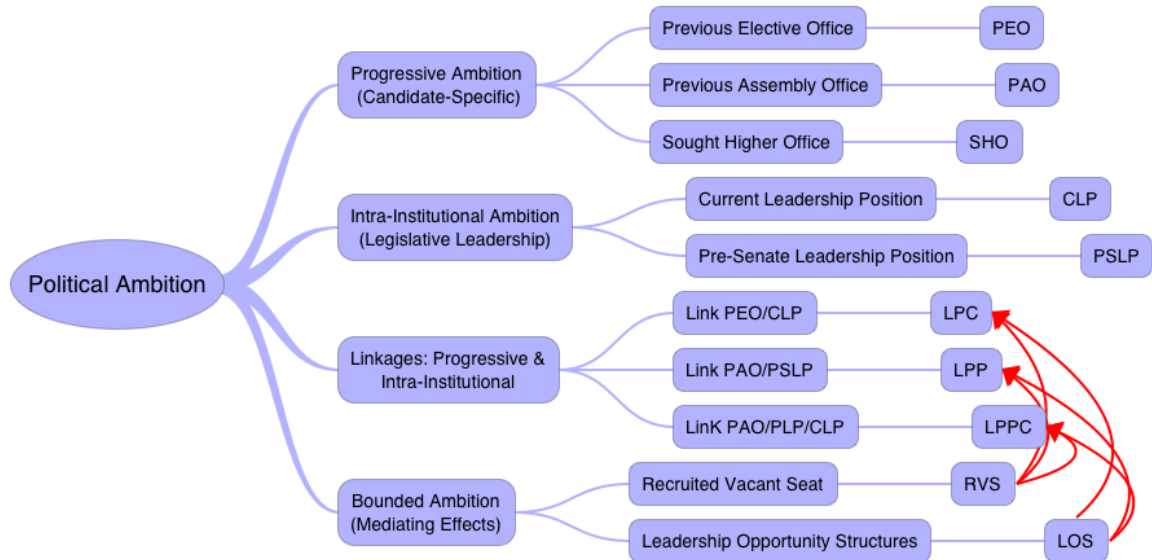 Previous Elective Office
PEO
Progressive Ambition
(Candidate-Specific)
Previous Assembly Office
PAO
Sought Higher Office
SHO
Intra-Institutional Ambition
(Legislative Leadership)
Current Leadership Position
CLP
Pre-Senate Leadership Position
PSLP
Political Ambition
Linkages: Progressive &
Intra-Institutional
Link PEO/CLP
LPC
Link PAO/PSLP
LPP
LinK PAO/PLP/CLP
LPPC
Bounded Ambition
(Mediating Effects)
Recruited Vacant Seat
RVS
Leadership Opportunity Structures
LOS